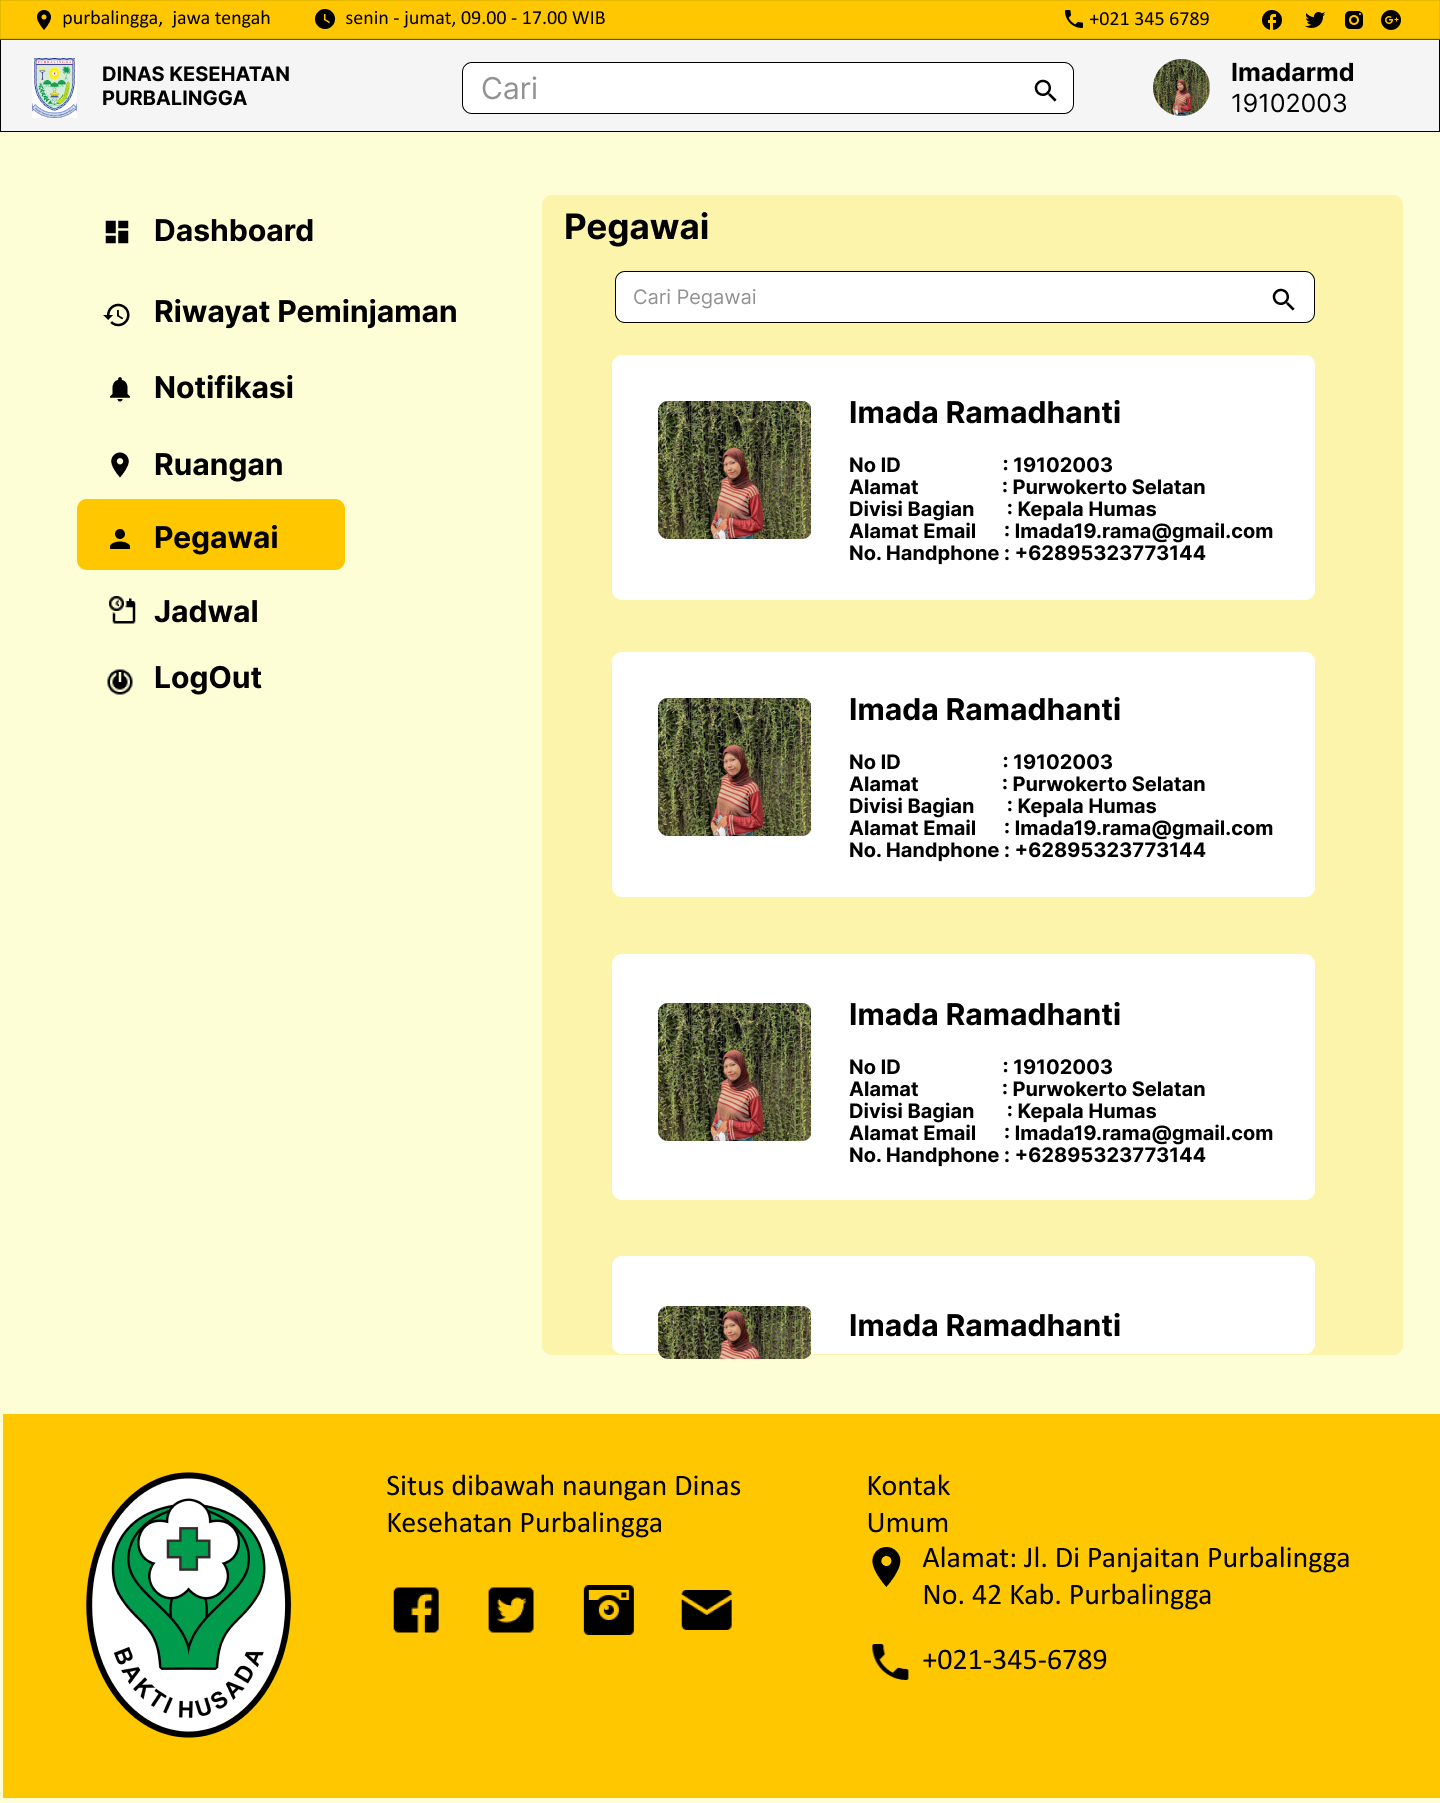 purbalingga, jawa tengah
senin - jumat, 09.00 - 17.00 WIB
+021 345 6789
DINAS KESEHATAN
PURBALINGGA
Cari
Imadarmd
19102003
Dashboard
Riwayat Peminjaman
Notifikasi
Ruangan
Pegawai
Jadwal
LogOut
Pegawai
Cari Pegawai
Imada Ramadhanti
No ID : 19102003
Alamat : Purwokerto Selatan
Divisi Bagian : Kepala Humas
Alamat Email : Imada19.rama@gmail.com
No. Handphone : +62895323773144
Imada Ramadhanti
No ID : 19102003
Alamat : Purwokerto Selatan
Divisi Bagian : Kepala Humas
Alamat Email : Imada19.rama@gmail.com
No. Handphone : +62895323773144
Imada Ramadhanti
No ID : 19102003
Alamat : Purwokerto Selatan
Divisi Bagian : Kepala Humas
Alamat Email : Imada19.rama@gmail.com
No. Handphone : +62895323773144
Imada Ramadhanti
BAKTI HUSADA
Situs dibawah naungan Dinas
Kesehatan Purbalingga
Kontak
Umum
Alamat: Jl. Di Panjaitan Purbalingga
No. 42 Kab. Purbalingga
+021-345-6789